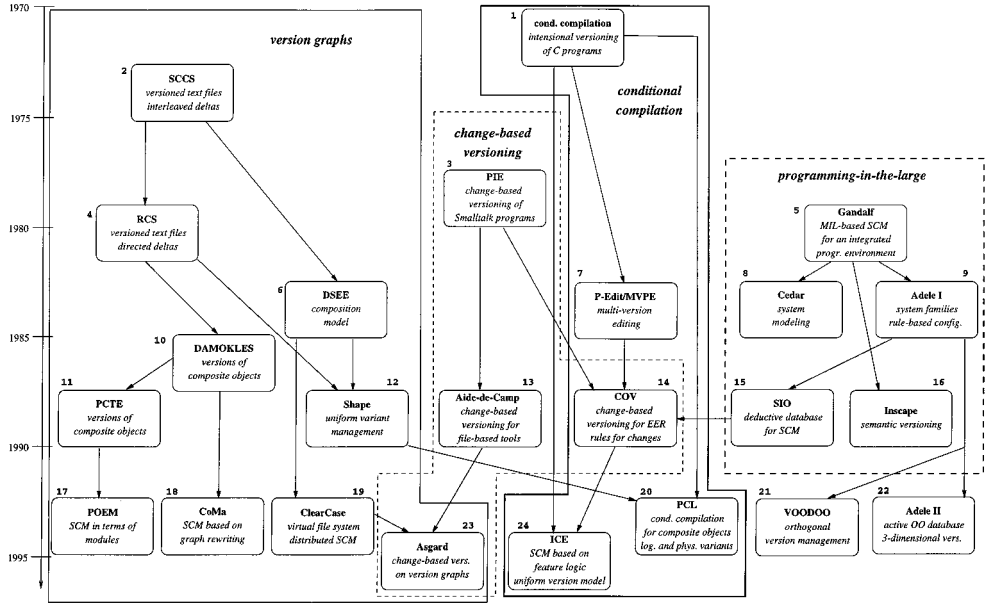 1970
1975
1980
1985
1990
1995
version graphs
conditional
compilation
change-based
versioning
programming-in-the-large
1
cond. compilation
intensional versioning
of C programs
2
SCCS
versioned text files
interleaved deltas
3
PIE
change-based
versioning of
Smalltalk programs
4
RCS
versioned text files
directed deltas
5
Gandalf
MIL-based SCM
for an integrated
progr. environment
6
DSEE
composition
model
7
P-Edit/MVPE
multi-version
editing
8
Cedar
system
modeling
9
Adele I
system families
rule-based config.
10
DAMOKLES
versions of
composite objects
11
PCTE
versions of
composite objects
12
Shape
uniform variant
management
13
Aide-de-Camp
change-based
versioning for
file-based tools
14
COV
change-based
versioning for EER
rules for changes
15
SIO
deductive database
for SCM
16
Inscape
semantic versioning
17
POEM
SCM in terms of
modules
18
CoMa
SCM based on
graph rewriting
19
ClearCase
virtual file system
distributed SCM
20
PCL
cond. compilation
for composite objects
log. and phys. variants
21
VOODOO
orthogonal
version management
22
Adele II
active OO database
3-dimensional vers.
23
Asgard
change-based vers.
on version graphs
24
ICE
SCM based on
feature logic
uniform version model